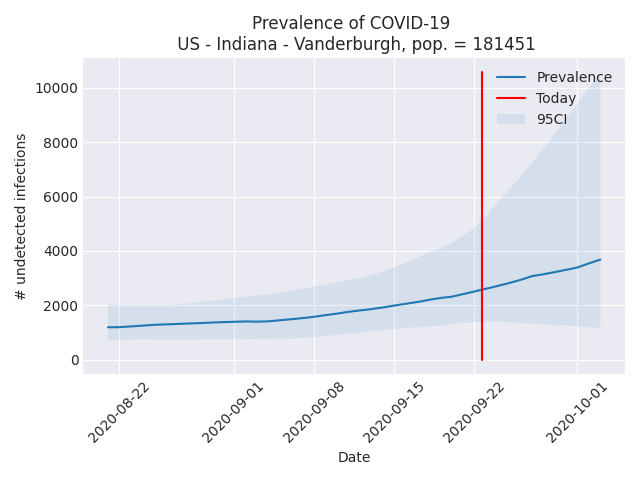 Prevalence of COVID-19
US - Indiana - Vanderburgh, pop. = 181451
10000
8000
6000
4000
2000
0
# undetected infections
Prevalence
Today
95CI
2020-08-22
2020-09-01
2020-09-08
2020-09-15
2020-09-22
2020-10-01
Date